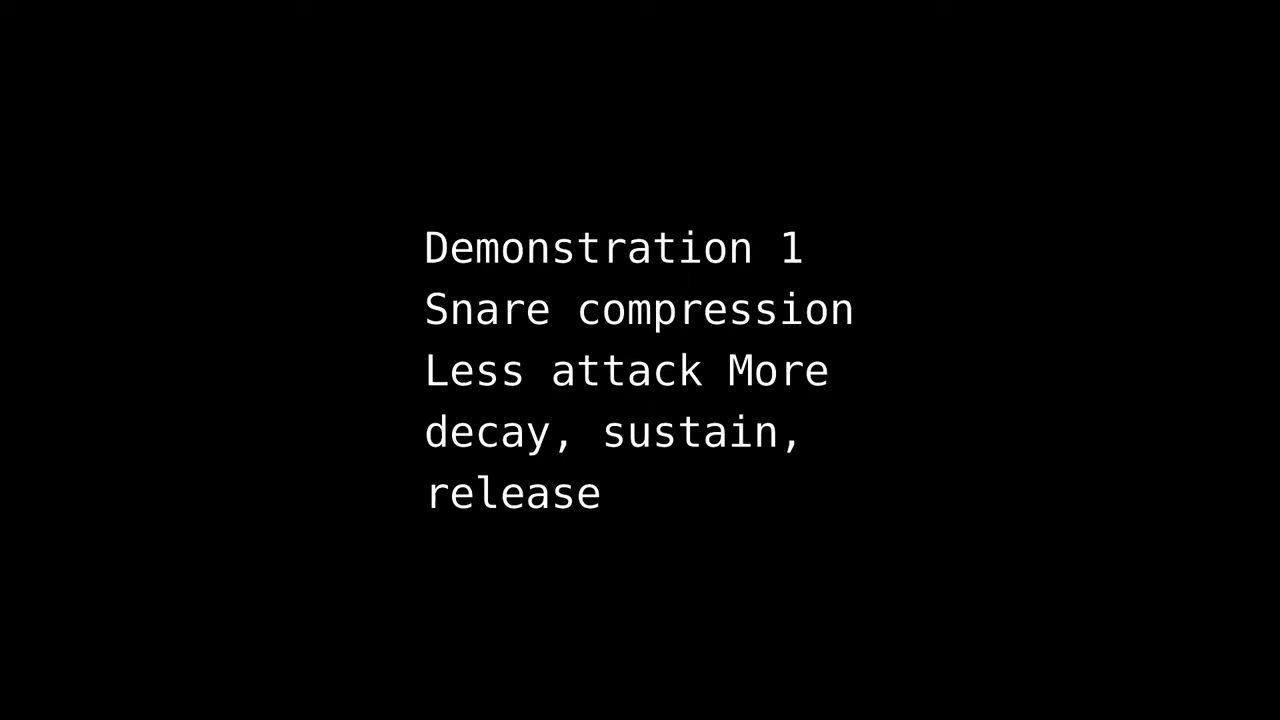 Demonstration 1
Snare compression
Less attack More
decay, sustain,
release